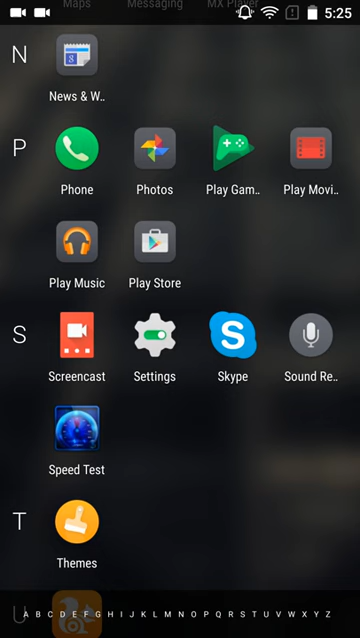 5:25
Maps Messaging MX Player
N
News & W..
P
Phone Photos Play Gam.. Play Movi..
Play Music Play Store
S
Screencast Settings Skype Sound Re..
Speed Test
T
Themes
U
A B C D E F G H I J K L M N O P Q R S T U V W X Y Z